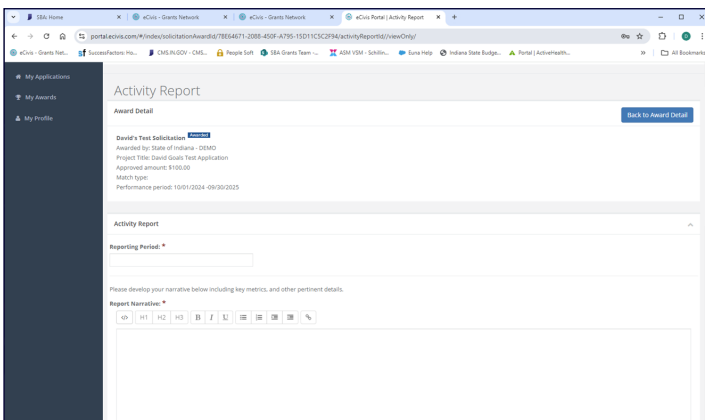 SBA: Home
eCivis - Grants Network
eCivis - Grants Network
eCivis Portal | Activity Report
portal.ecivis.com/#/index/solicitationAwardId/78E64671-2088-450F-A795-15D11C5C2F94/activityReportId//viewOnly/
eCivis - Grants Net...
SuccessFactors: Ho...
CMS.IN.GOV - CMS...
People Soft
SBA Grants Team -...
ASM VSM - Schillin...
Euna Help
Indiana State Budge...
Portal | ActiveHealth...
All Bookmarks
My Applications
My Awards
My Profile
Activity Report
Award Detail
Back to Award Detail
David's Test Solicitation Awarded
Awarded by: State of Indiana - DEMO
Project Title: David Goals Test Application
Approved amount: $100.00
Match type:
Performance period: 10/01/2024 -09/30/2025
Activity Report
Reporting Period: *
Please develop your narrative below including key metrics, and other pertinent details.
Report Narrative: *
</> H1 H2 H3 B I U